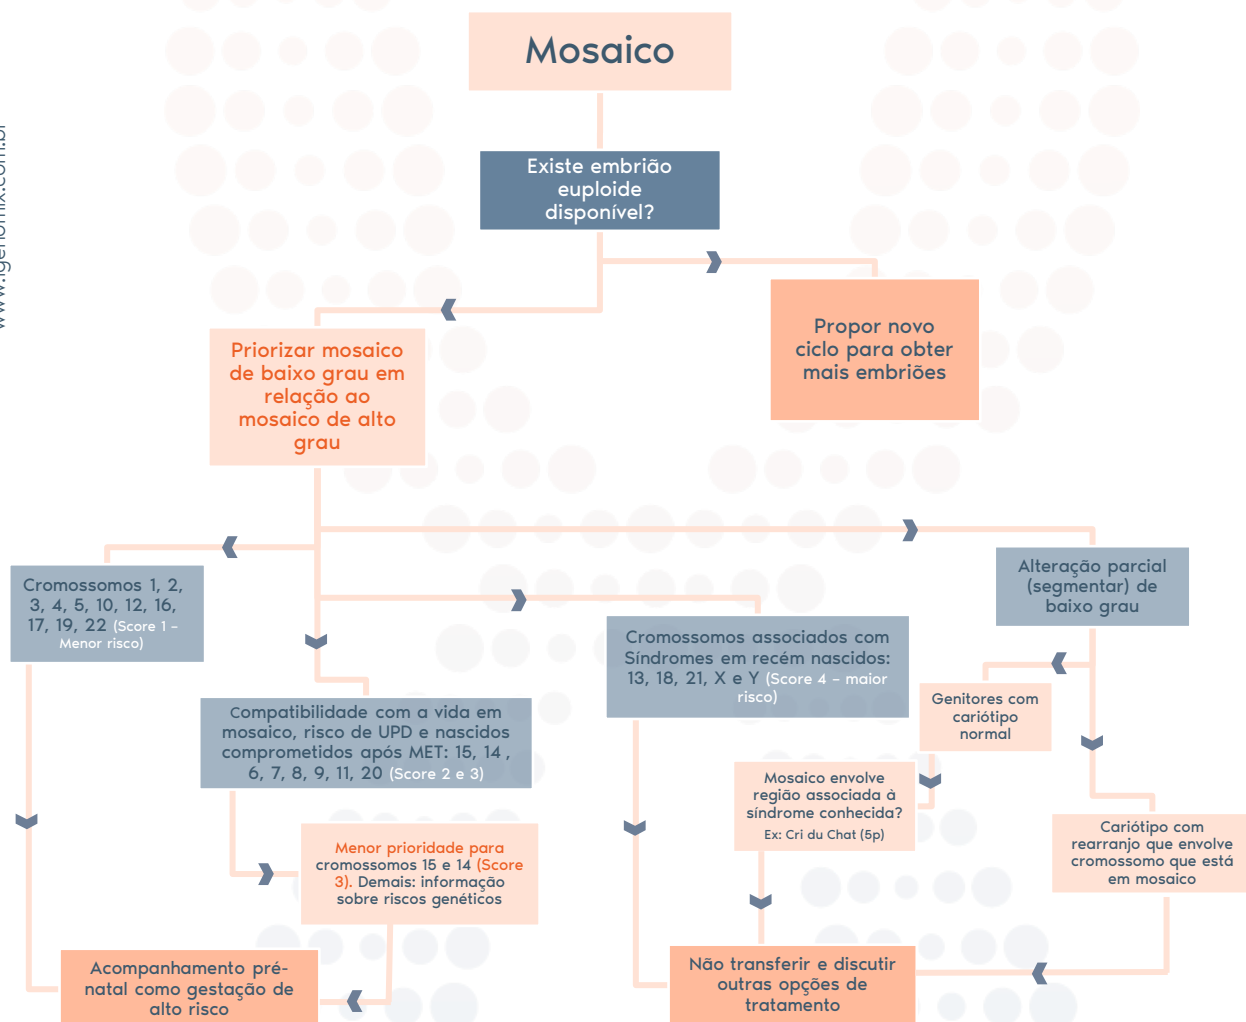 Mosaico
www.igenomix.com.br
Existe embrião
euploide
disponível?
Propor novo
ciclo para obter
mais embriões
Priorizar mosaico
de baixo grau em
relação ao
mosaico de alto
grau
Cromossomos 1, 2,
3, 4, 5, 10, 12, 16,
17, 19, 22 (Score 1 –
Menor risco)
Compatibilidade com a vida em
mosaico, risco de UPD e nascidos
comprometidos após MET: 15, 14 ,
6, 7, 8, 9, 11, 20 (Score 2 e 3)
Cromossomos associados com
Síndromes em recém nascidos:
13, 18, 21, X e Y (Score 4 – maior
risco)
Alteração parcial
(segmentar) de
baixo grau
Genitores com
cariótipo
normal
Mosaico envolve
região associada à
síndrome conhecida?
Ex: Cri du Chat (5p)
Cariótipo com
rearranjo que envolve
cromossomo que está
em mosaico
Menor prioridade para
cromossomos 15 e 14 (Score
3). Demais: informação
sobre riscos genéticos
Acompanhamento pré-
natal como gestação de
alto risco
Não transferir e discutir
outras opções de
tratamento